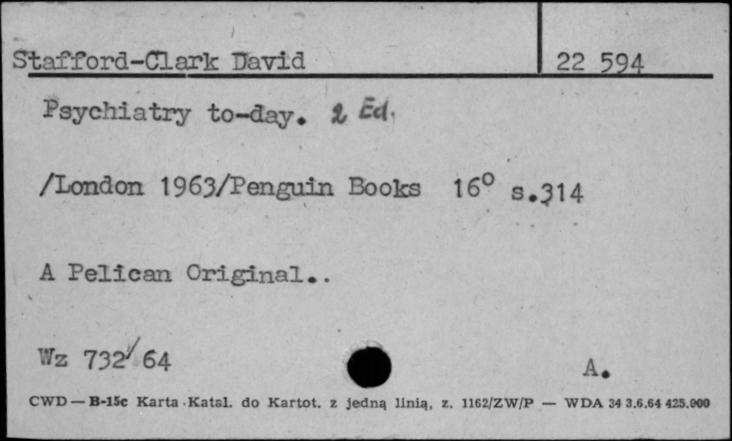 Stafford-Clark David 22 594
Psychiatry to-day. 2 Ed.
/London 1963/Penguin Books 16° s.314
A Pelican Original..
Wz 732/64 A.
CWD — B-15c Karta Katal. do Kartot. z jedną linią, z. 1162/ZW/P — WDA 34 3.6.64 425.000